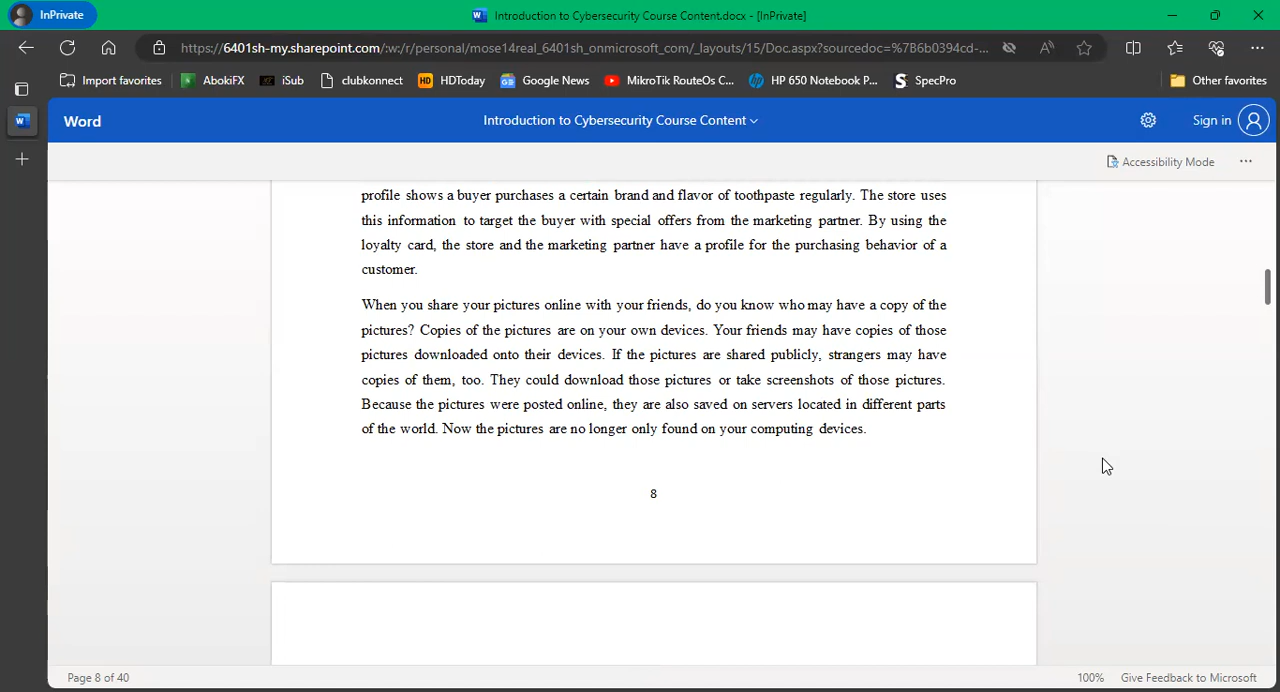 InPrivate
Introduction to Cybersecurity Course Content.docx - [InPrivate]
https://6401sh-my.sharepoint.com/:w:/r/personal/mose14real_6401sh_onmicrosoft_com/_layouts/15/Doc.aspx?sourcedoc=%7B6b0394cd-...
Import favorites
AbokiFX
iSub
clubkonnect
HDToday
Google News
MikroTik RouteOs C...
HP 650 Notebook P...
SpecPro
Other favorites
Word
Introduction to Cybersecurity Course Content
Sign in
Accessibility Mode
profile shows a buyer purchases a certain brand and flavor of toothpaste regularly. The store uses
this information to target the buyer with special offers from the marketing partner. By using the
loyalty card, the store and the marketing partner have a profile for the purchasing behavior of a
customer.
When you share your pictures online with your friends, do you know who may have a copy of the
pictures? Copies of the pictures are on your own devices. Your friends may have copies of those
pictures downloaded onto their devices. If the pictures are shared publicly, strangers may have
copies of them, too. They could download those pictures or take screenshots of those pictures.
Because the pictures were posted online, they are also saved on servers located in different parts
of the world. Now the pictures are no longer only found on your computing devices.
8
Page 8 of 40
100%
Give Feedback to Microsoft